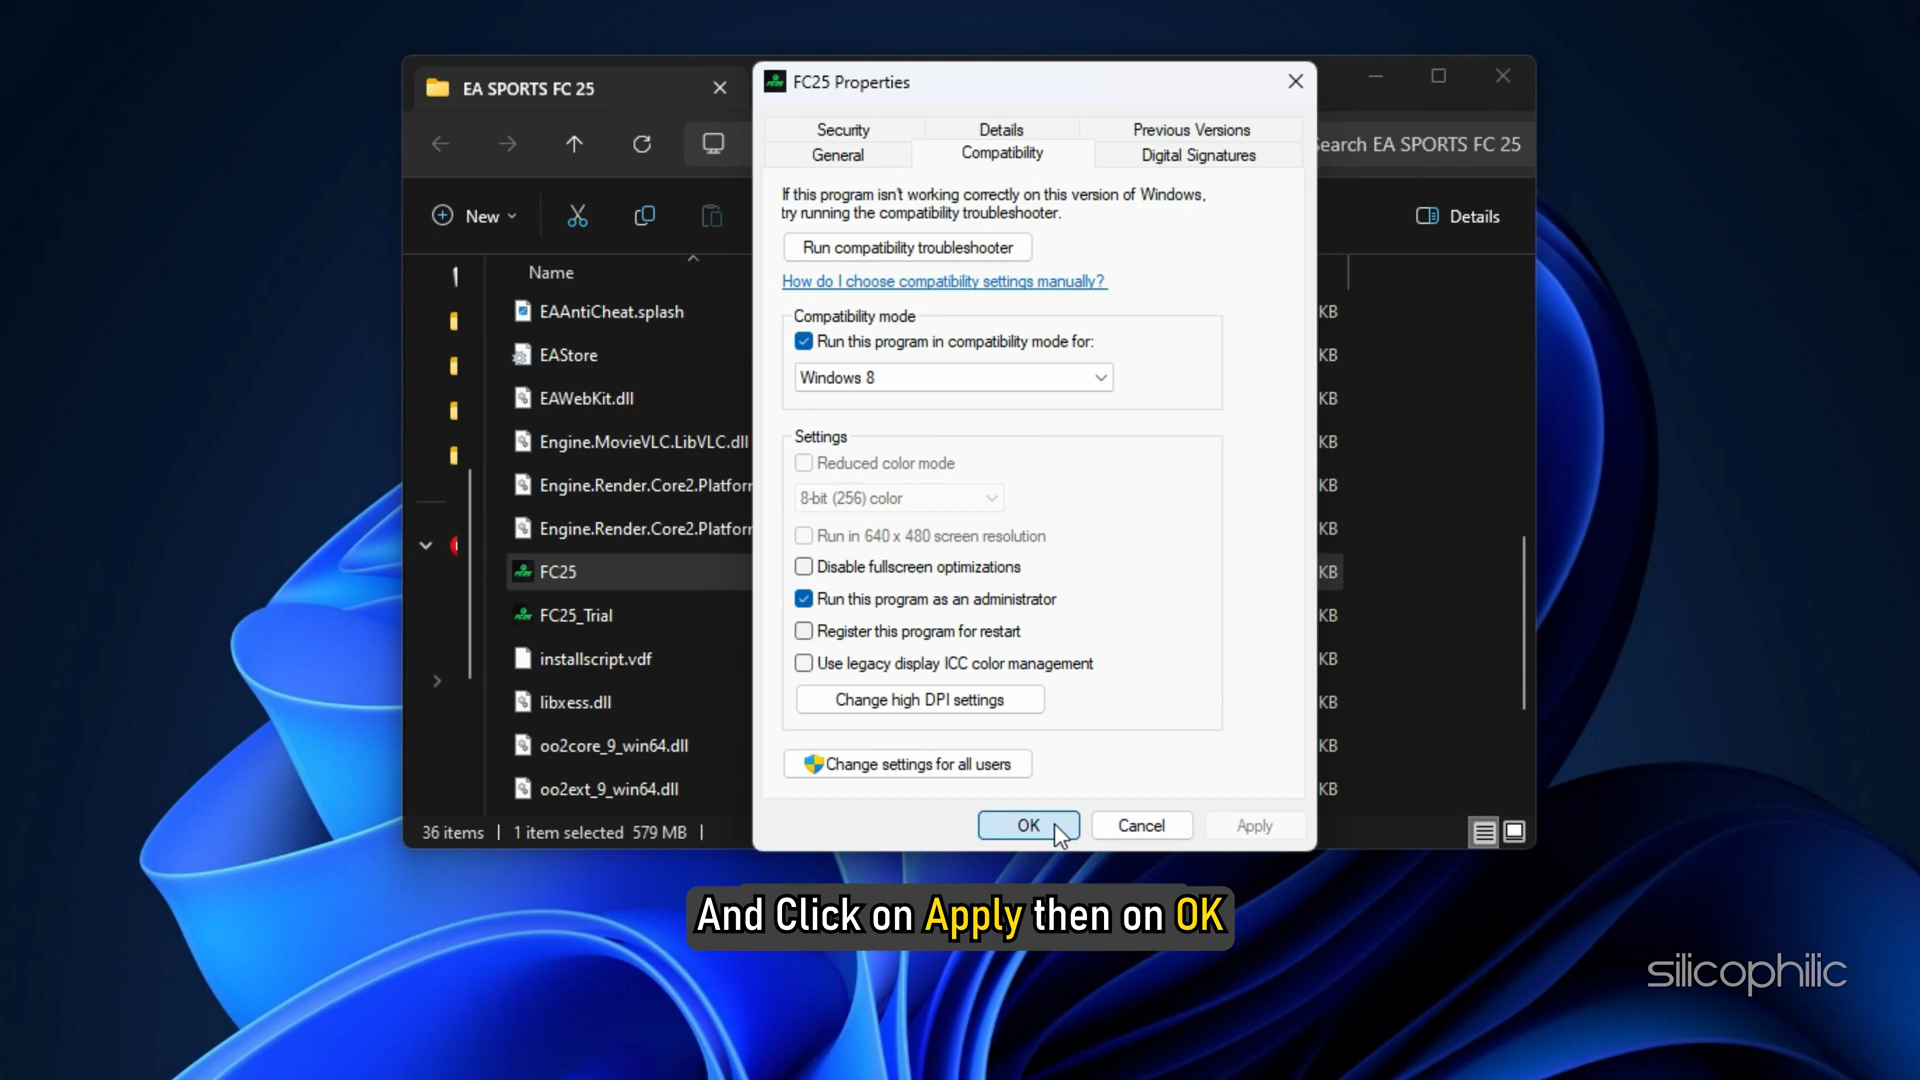 EA SPORTS FC 25
FC25 Properties
Security
Details
Previous Versions
General
Compatibility
Digital Signatures
earch EA SPORTS FC 25
If this program isn't working correctly on this version of Windows,
try running the compatibility troubleshooter.
New
Details
Run compatibility troubleshooter
How do I choose compatibility settings manually?
Name
Compatibility mode
Run this program in compatibility mode for:
Windows 8
EAAntiCheat.splash
KB
EAStore
KB
EAWebKit.dll
KB
Engine.MovieVLC.LibVLC.dll
KB
Engine.Render.Core2.Platfor
KB
Engine.Render.Core2.Platfor
KB
FC25
KB
FC25_Trial
KB
installscript.vdf
KB
libxess.dll
KB
oo2core_9_win64.dll
KB
oo2ext_9_win64.dll
KB
Settings
Reduced color mode
8-bit (256) color
Run in 640 x 480 screen resolution
Disable fullscreen optimizations
Run this program as an administrator
Register this program for restart
Use legacy display ICC color management
Change high DPI settings
Change settings for all users
OK
Cancel
Apply
36 items
1 item selected 579 MB
And Click on Apply then on OK
silicophilic